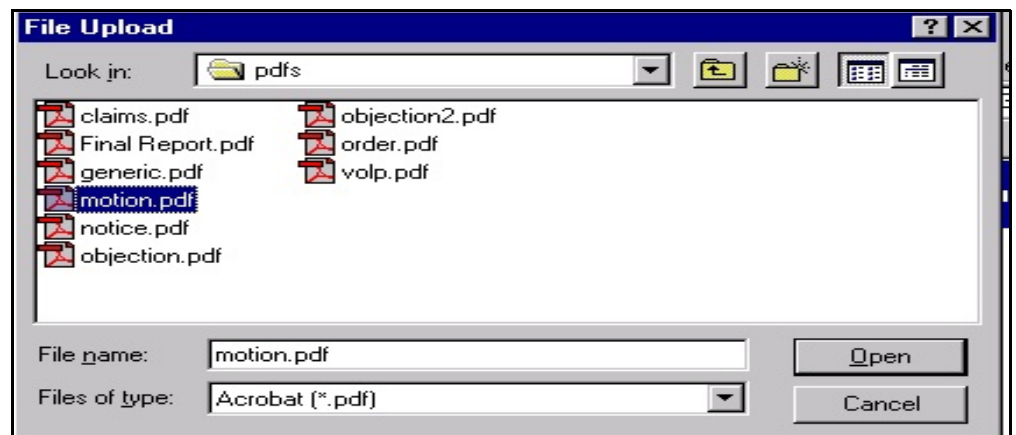 File Upload
Look in: pdfs
claims.pdf objection2.pdf
Final Report.pdf order.pdf
generic.pdf volp.pdf
motion.pdf
notice.pdf
objection.pdf
File name: motion.pdf Open
Files of type: Acrobat (*.pdf) Cancel